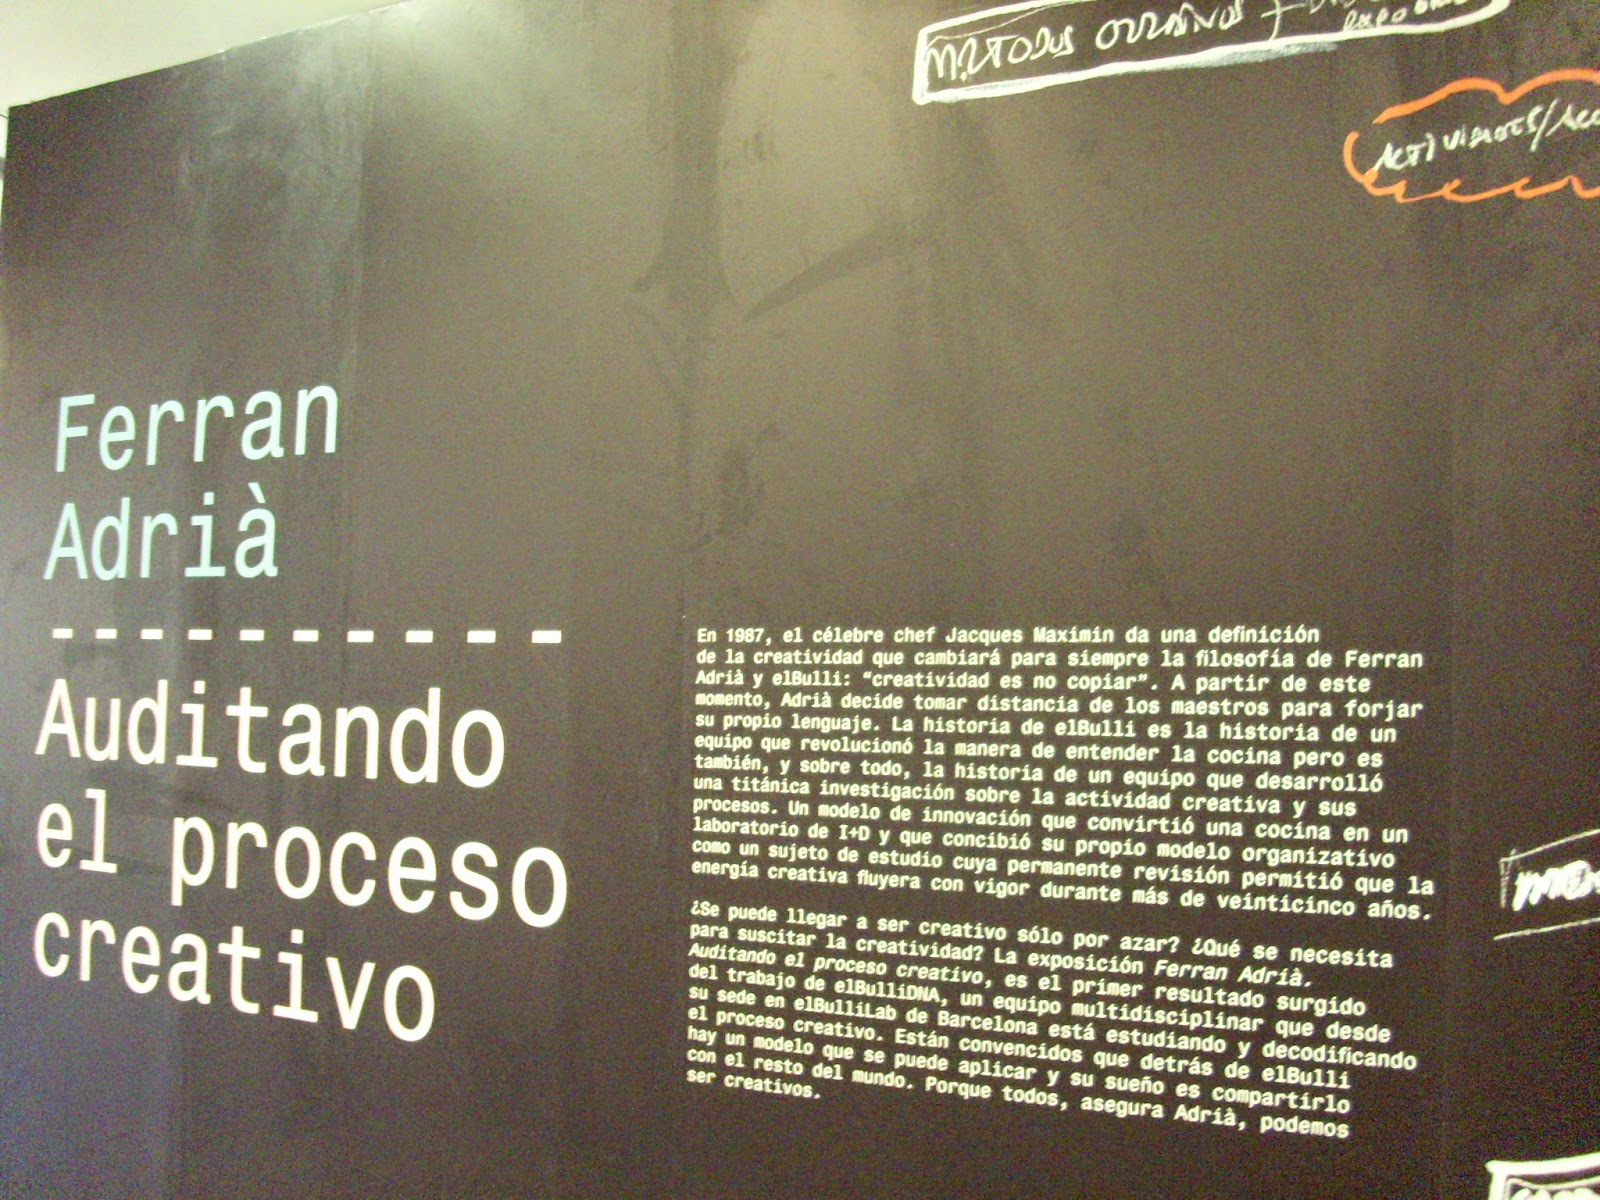 MÉTODOS
ACTIVIDADES/
Ferran
Adrià
----------
Auditando
el proceso
creativo
En 1987, el célebre chef Jacques Maximin da una definición
de la creatividad que cambiará para siempre la filosofía de Ferran
Adrià y elBulli: “creatividad es no copiar”. A partir de este
momento, Adrià decide tomar distancia de los maestros para forjar
su propio lenguaje. La historia de elBulli es la historia de un
equipo que revolucionó la manera de entender la cocina pero es
también, y sobre todo, la historia de un equipo que desarrolló
una titánica investigación sobre la actividad creativa y sus
procesos. Un modelo de innovación que convirtió una cocina en un
laboratorio de I+D y que concibió su propio modelo organizativo
como un sujeto de estudio cuya permanente revisión permitió que la
energía creativa fluyera con vigor durante más de veinticinco años.
¿Se puede llegar a ser creativo sólo por azar? ¿Qué se necesita
para suscitar la creatividad? La exposición Ferran Adrià.
Auditando el proceso creativo, es el primer resultado surgido
del trabajo de elBulliDNA, un equipo multidisciplinar que desde
su sede en elBulliLab de Barcelona está estudiando y decodificando
el proceso creativo. Están convencidos que detrás de elBulli
hay un modelo que se puede aplicar y su sueño es compartirlo
con el resto del mundo. Porque todos, asegura Adrià, podemos
ser creativos.